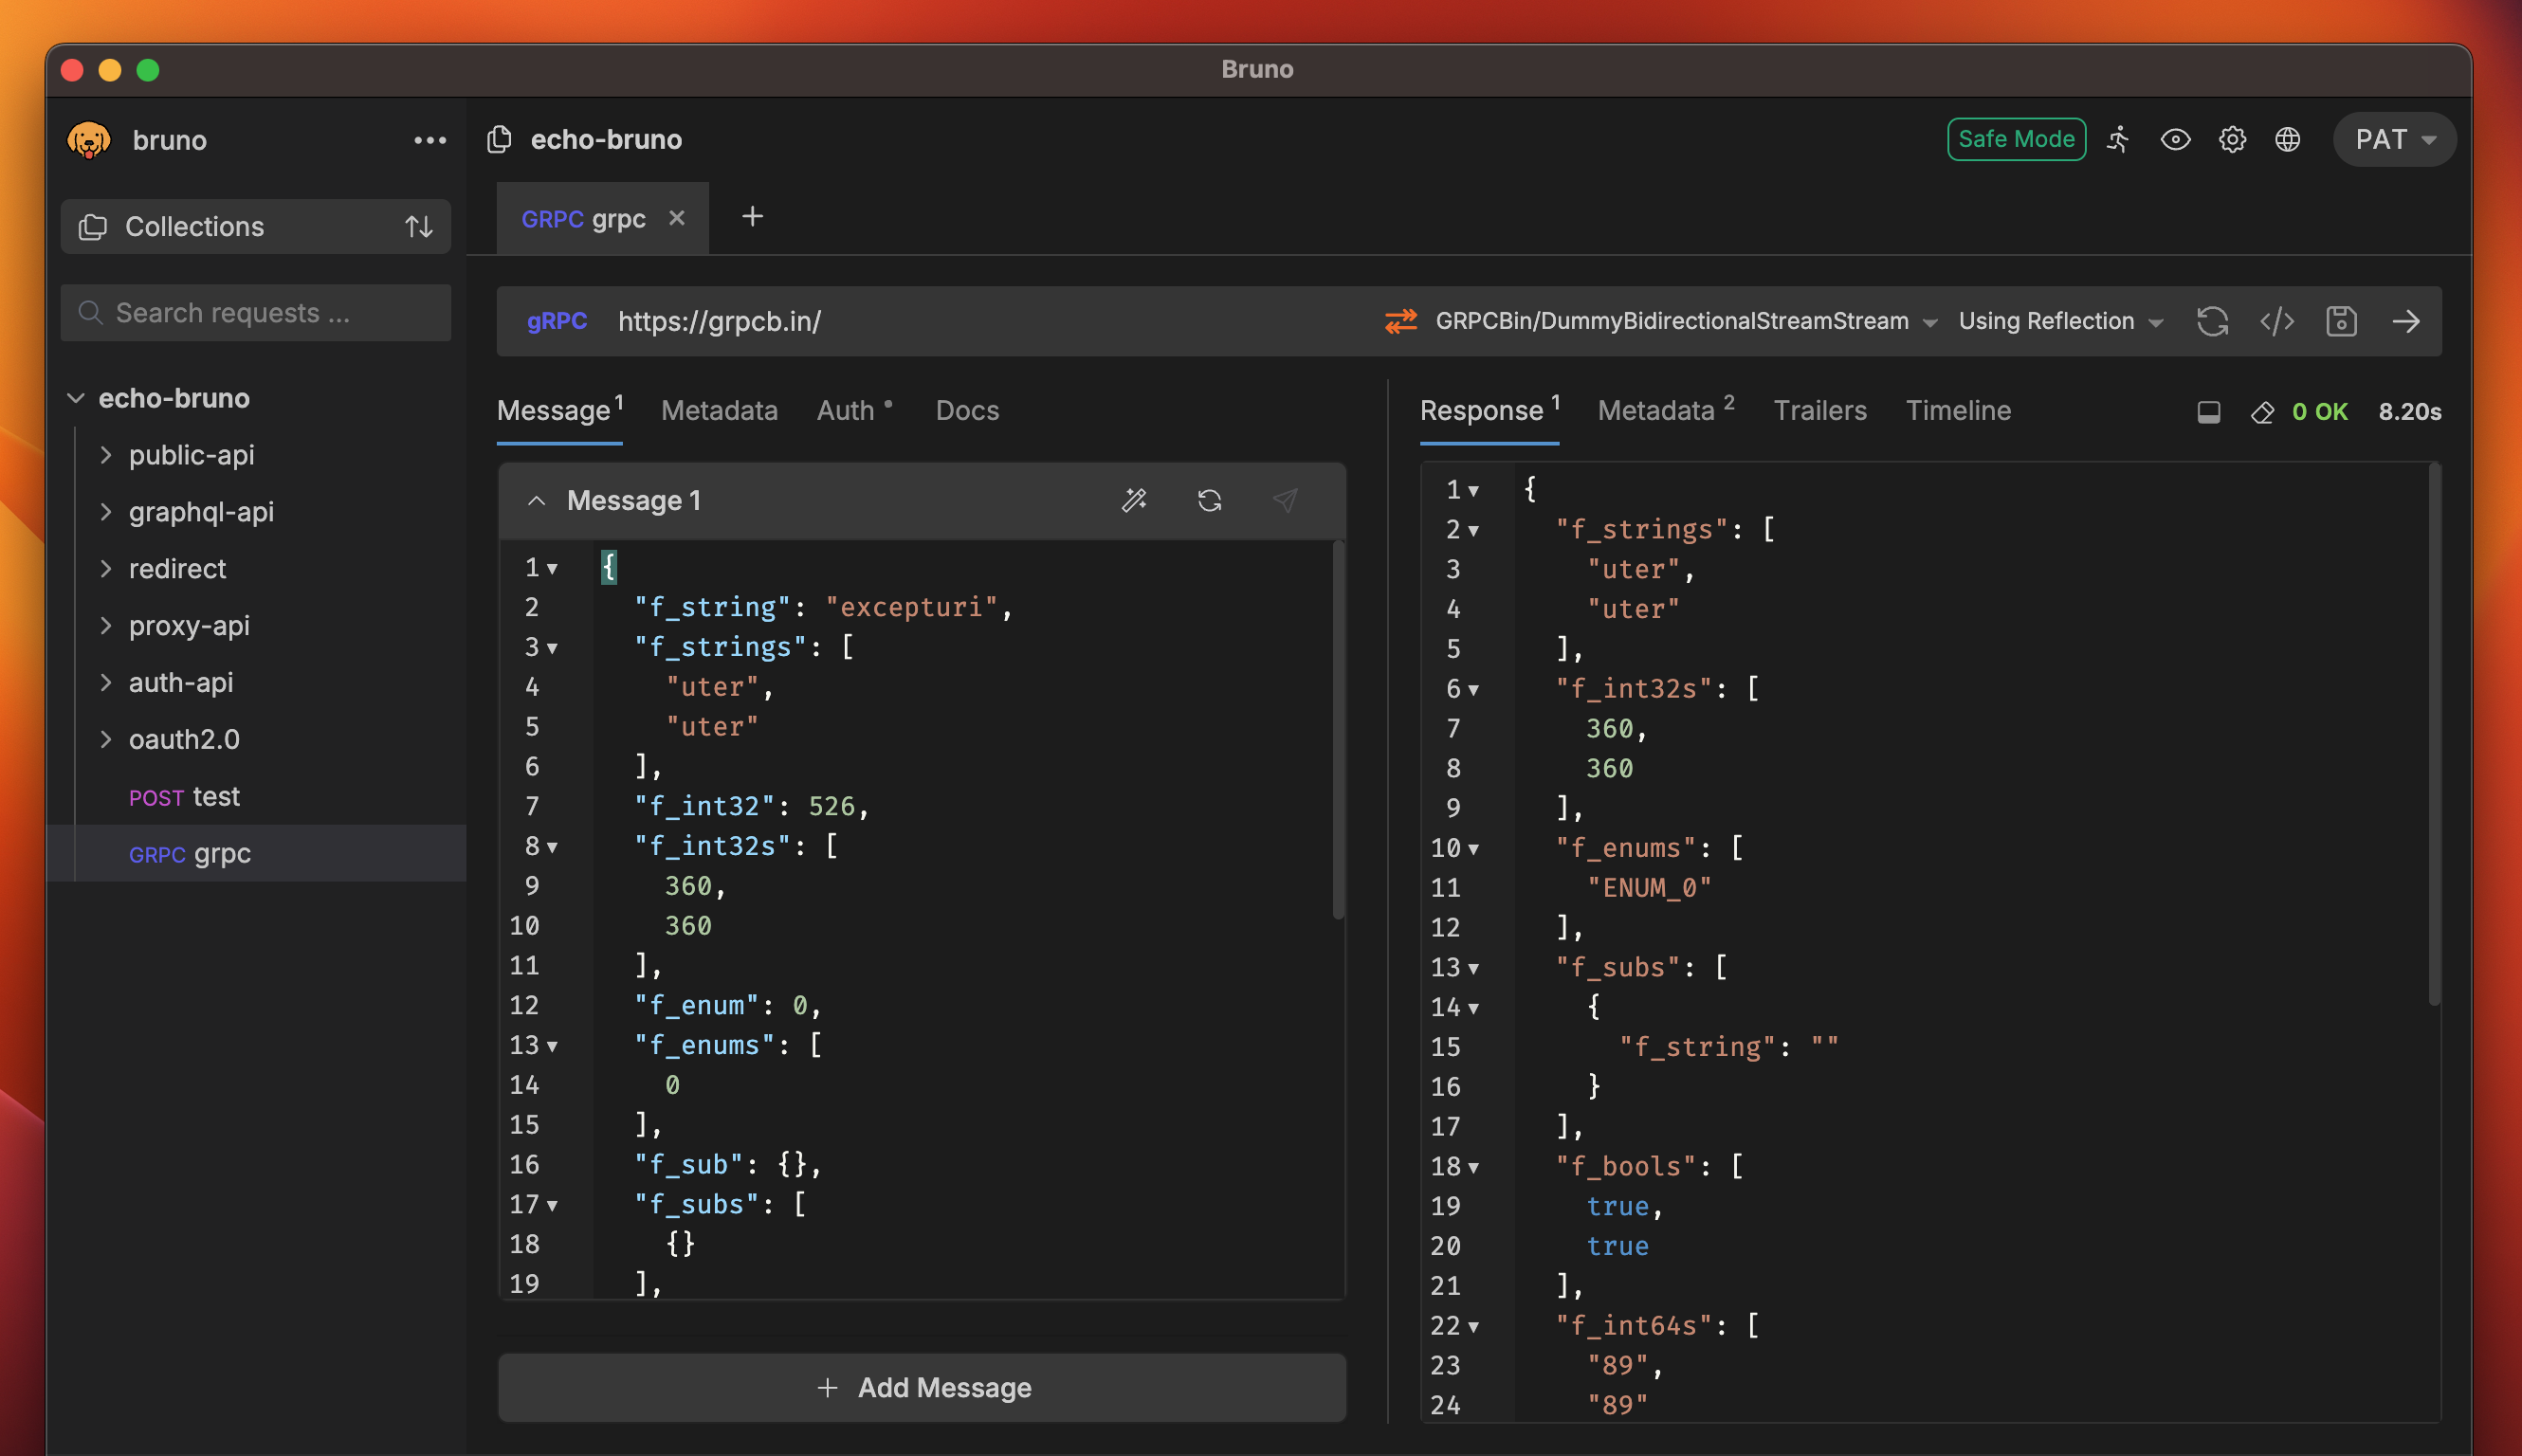 Bruno
bruno
Collections
Search requests ...
echo-bruno
public-api
graphql-api
redirect
proxy-api
auth-api
oauth2.0
POST test
GRPC grpc
echo-bruno
Safe Mode
PAT
GRPC grpc
gRPC https://grpcb.in/ GRPCBin/DummyBidirectionalStreamStream Using Reflection
Message 1 Metadata Auth Docs
Message 1
1 {
2 "f_string": "excepturi",
3 "f_strings": [
4 "uter",
5 "uter"
6 ],
7 "f_int32": 526,
8 "f_int32s": [
9 360,
10 360
11 ],
12 "f_enum": 0,
13 "f_enums": [
14 0
15 ],
16 "f_sub": {},
17 "f_subs": [
18 {}
19 ],
+ Add Message
Response 1 Metadata 2 Trailers Timeline 0 OK 8.20s
1 {
2 "f_strings": [
3 "uter",
4 "uter"
5 ],
6 "f_int32s": [
7 360,
8 360
9 ],
10 "f_enums": [
11 "ENUM_0"
12 ],
13 "f_subs": [
14 {
15 "f_string": ""
16 }
17 ],
18 "f_bools": [
19 true,
20 true
21 ],
22 "f_int64s": [
23 "89",
24 "89"